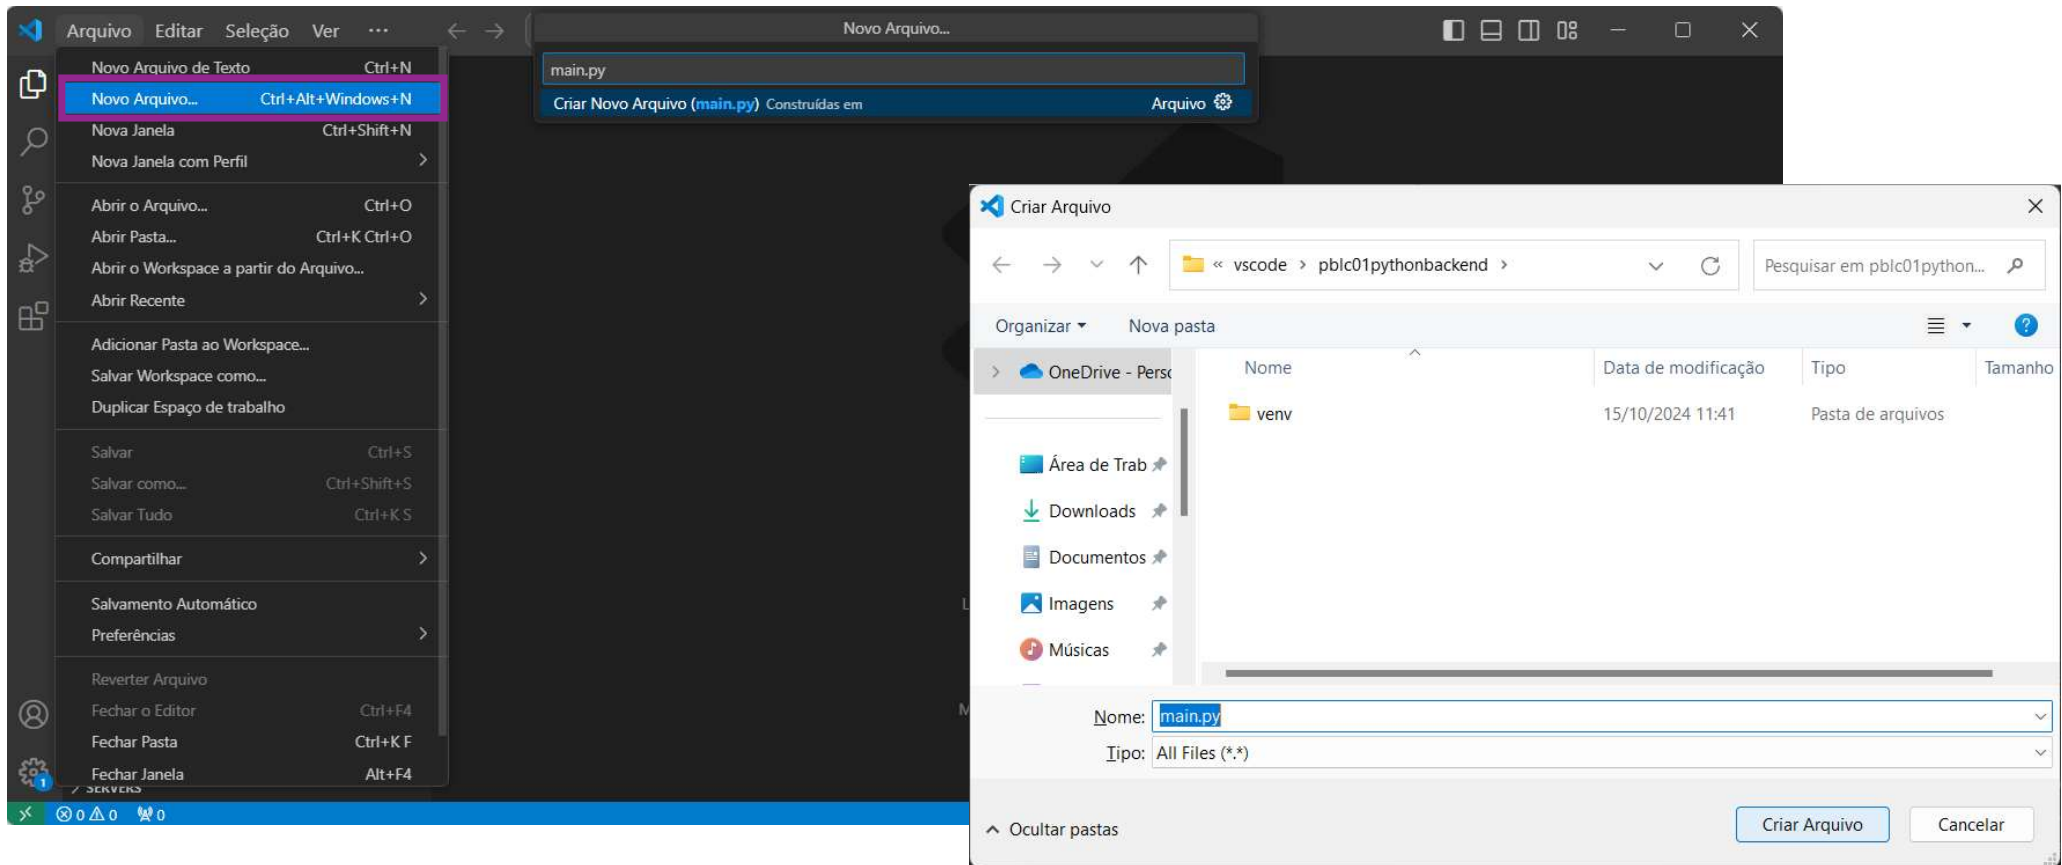 Arquivo Editar Seleção Ver ···
Novo Arquivo de Texto Ctrl+N
Novo Arquivo... Ctrl+Alt+Windows+N
Nova Janela Ctrl+Shift+N
Nova Janela com Perfil
Abrir o Arquivo... Ctrl+O
Abrir Pasta... Ctrl+K Ctrl+O
Abrir o Workspace a partir do Arquivo...
Abrir Recente
Adicionar Pasta ao Workspace...
Salvar Workspace como...
Duplicar Espaço de trabalho
Salvar Ctrl+S
Salvar como... Ctrl+Shift+S
Salvar Tudo Ctrl+K S
Compartilhar
Salvamento Automático
Preferências
Reverter Arquivo
Fechar o Editor Ctrl+F4
Fechar Pasta Ctrl+K F
Fechar Janela Alt+F4
SERVERS
1
0 0 0
Novo Arquivo...
main.py
Criar Novo Arquivo (main.py) Construídas em Arquivo
L
M
Criar Arquivo
« vscode > pblc01pythonbackend >
Pesquisar em pblc01python...
Organizar Nova pasta
OneDrive - Perso
Área de Trab
Downloads
Documentos
Imagens
Músicas
Nome Data de modificação Tipo Tamanho
venv 15/10/2024 11:41 Pasta de arquivos
Nome: main.py
Tipo: All Files (*.*)
Ocultar pastas
Criar Arquivo Cancelar